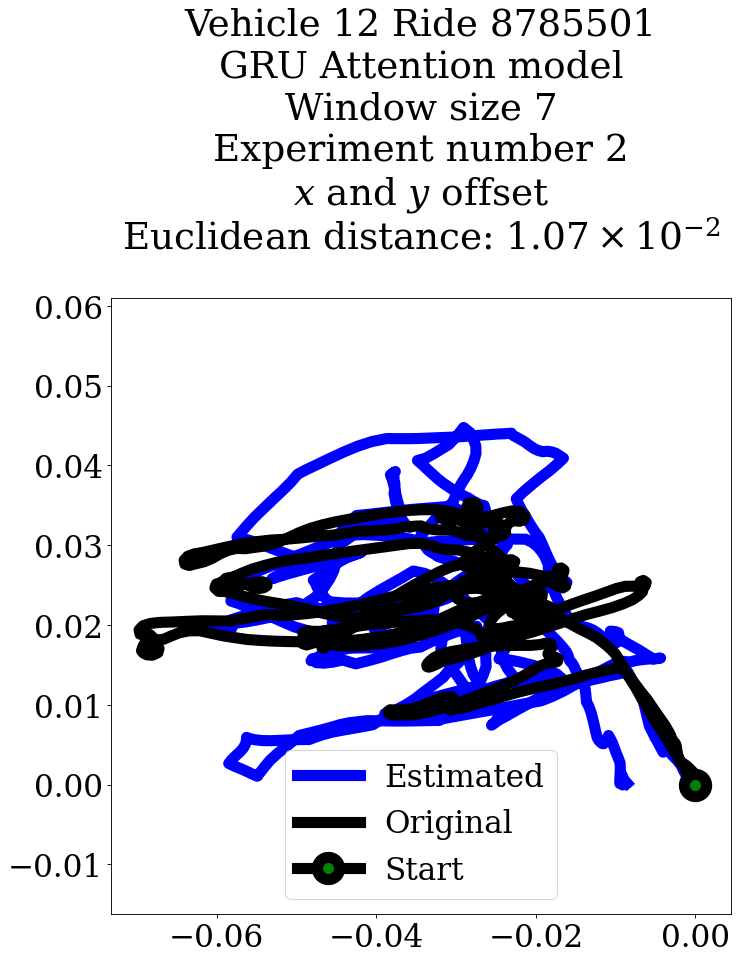 Vehicle 12 Ride 8785501
GRU Attention model
Window size 7
Experiment number 2
x and y offset
Euclidean distance: 1.07 × 10⁻²
0.06
0.05
0.04
0.03
0.02
0.01
0.00
−0.01
Estimated
Original
Start
−0.06 −0.04 −0.02 0.00